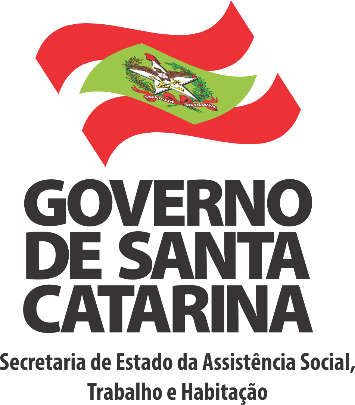 GOVERNO
DE SANTA
CATARINA
Secretaria de Estado da Assistência Social,
Trabalho e Habitação